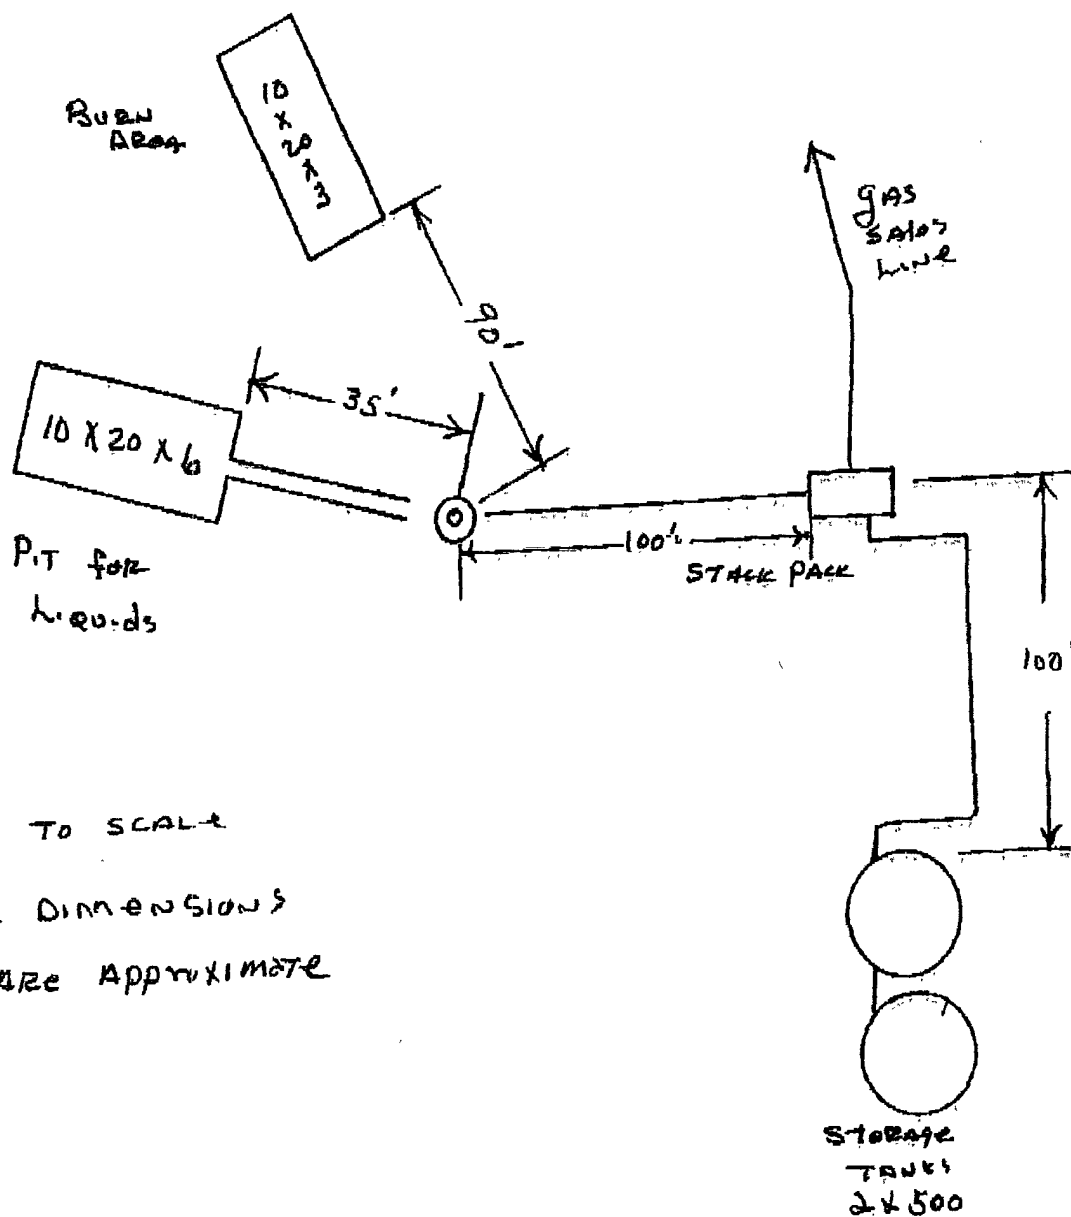 BURN
AREA
10
X
20
X
3
gAS
SAles
LiNe
90'
35'
10 X 20 X 6
100'
STACK PACK
PiT foR
Liquids
100'
TO SCALe
DimeNSIONS
ARe ApproximaTe
SToRAge
TANKs
2 X 500